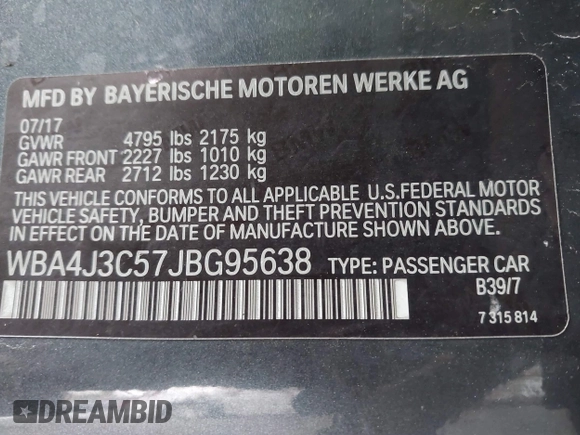 MFD BY BAYERISCHE MOTOREN WERKE AG
07/17
GVWR 4795 lbs 2175 kg
GAWR FRONT 2227 lbs 1010 kg
GAWR REAR 2712 lbs 1230 kg
THIS VEHICLE CONFORMS TO ALL APPLICABLE U.S.FEDERAL MOTOR
VEHICLE SAFETY, BUMPER AND THEFT PREVENTION STANDARDS
IN EFFECT ON THE DATE OF MANUFACTURE SHOWN ABOVE.
WBA4J3C57JBG95638 TYPE: PASSENGER CAR
B39/7
7 315 814
DREAMBID